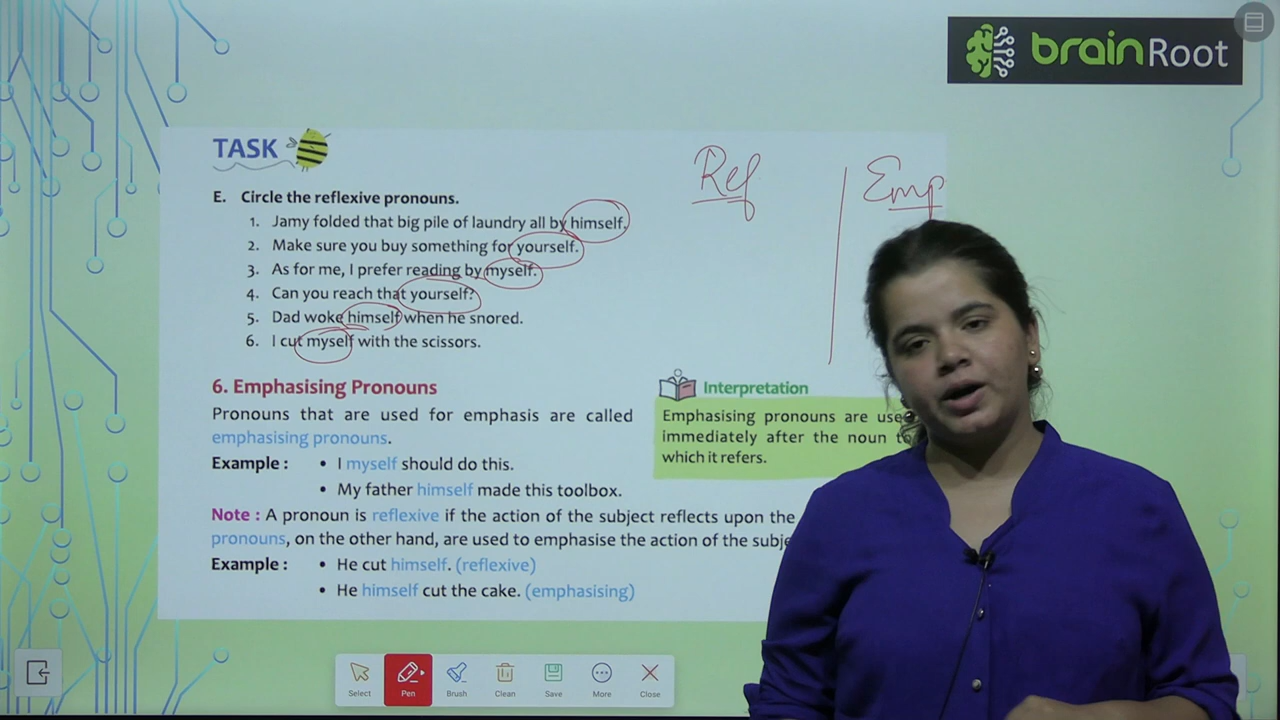 brainRoot
TASK
Ref
Emp
E. Circle the reflexive pronouns.
1. Jamy folded that big pile of laundry all by himself.
2. Make sure you buy something for yourself.
3. As for me, I prefer reading by myself.
4. Can you reach that yourself?
5. Dad woke himself when he snored.
6. I cut myself with the scissors.
6. Emphasising Pronouns
Pronouns that are used for emphasis are called
emphasising pronouns.
Example : • I myself should do this.
• My father himself made this toolbox.
Interpretation
Emphasising pronouns are use
immediately after the noun t
which it refers.
Note : A pronoun is reflexive if the action of the subject reflects upon the
pronouns, on the other hand, are used to emphasise the action of the subje
Example : • He cut himself. (reflexive)
• He himself cut the cake. (emphasising)
Select Pen Brush Clean Save More Close